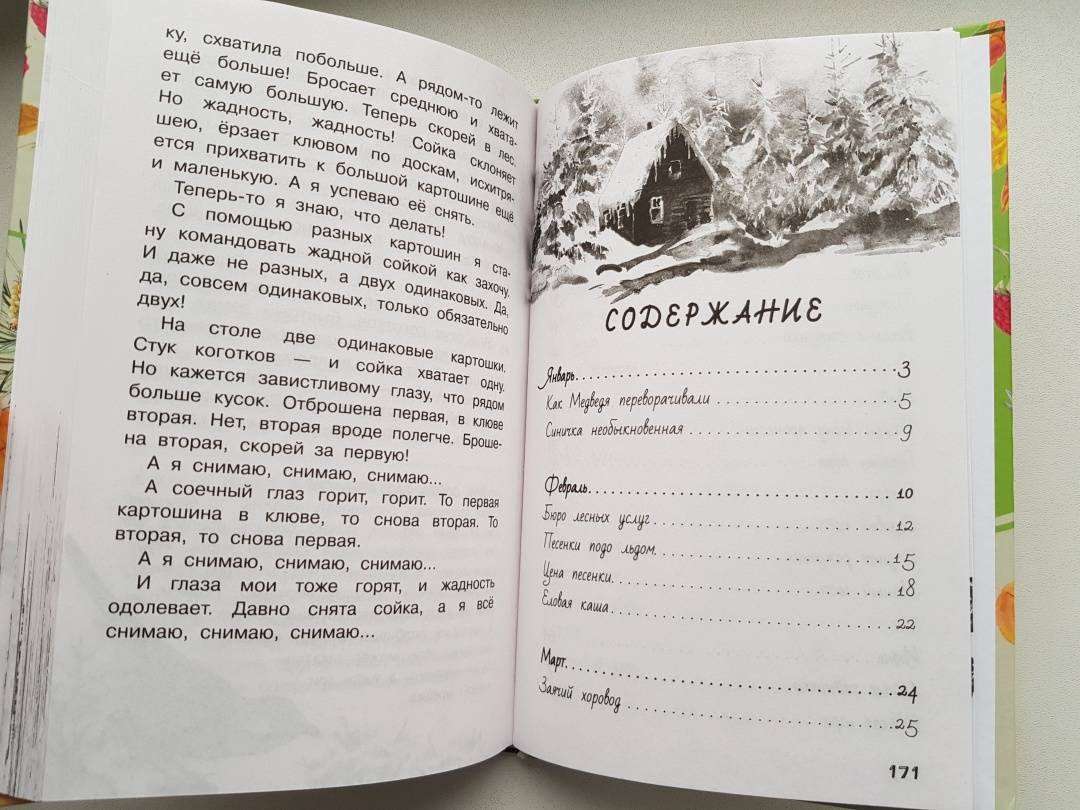 ку, схватила побольше. А рядом-то лежит
ещё больше! Бросает среднюю и хвата-
ет самую большую. Теперь скорей в лес.
Но жадность, жадность! Сойка склоняет
шею, ёрзает клювом по доскам, исхитря-
ется прихватить к большой картошине ещё
и маленькую. А я успеваю её снять.
Теперь-то я знаю, что делать!
С помощью разных картошин я ста-
ну командовать жадной сойкой как захочу.
И даже не разных, а двух одинаковых. Да,
да, совсем одинаковых, только обязательно
двух!
На столе две одинаковые картошки.
Стук коготков — и сойка хватает одну.
Но кажется завистливому глазу, что рядом
больше кусок. Отброшена первая, в клюве
вторая. Нет, вторая вроде полегче. Броше-
на вторая, скорей за первую!
А я снимаю, снимаю, снимаю...
А соечный глаз горит, горит. То первая
картошина в клюве, то снова вторая. То
вторая, то снова первая.
А я снимаю, снимаю, снимаю...
И глаза мои тоже горят, и жадность
одолевает. Давно снята сойка, а я всё
снимаю, снимаю, снимаю...
СОДЕРЖАНИЕ
Январь 3
Как Медведя переворачивали 5
Синичка необыкновенная 9
Февраль 10
Бюро лесных услуг 12
Песенки подо льдом 15
Цена песенки 18
Еловая каша 22
Март 24
Заячий хоровод 25
171